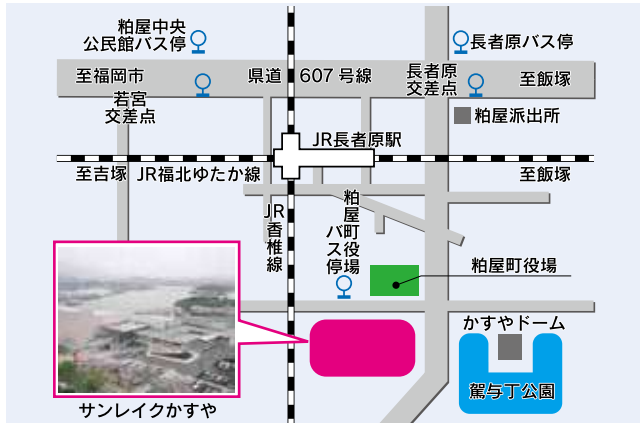 粕屋中央
公民館バス停
長者原バス停
至福岡市
県道
607号線
長者原
交差点
至飯塚
若宮
交差点
粕屋派出所
JR長者原駅
至吉塚
JR福北ゆたか線
至飯塚
JR香椎線
粕屋町役場
バス停
粕屋町役場
かすやドーム
駕与丁公園
サンレイクかすや